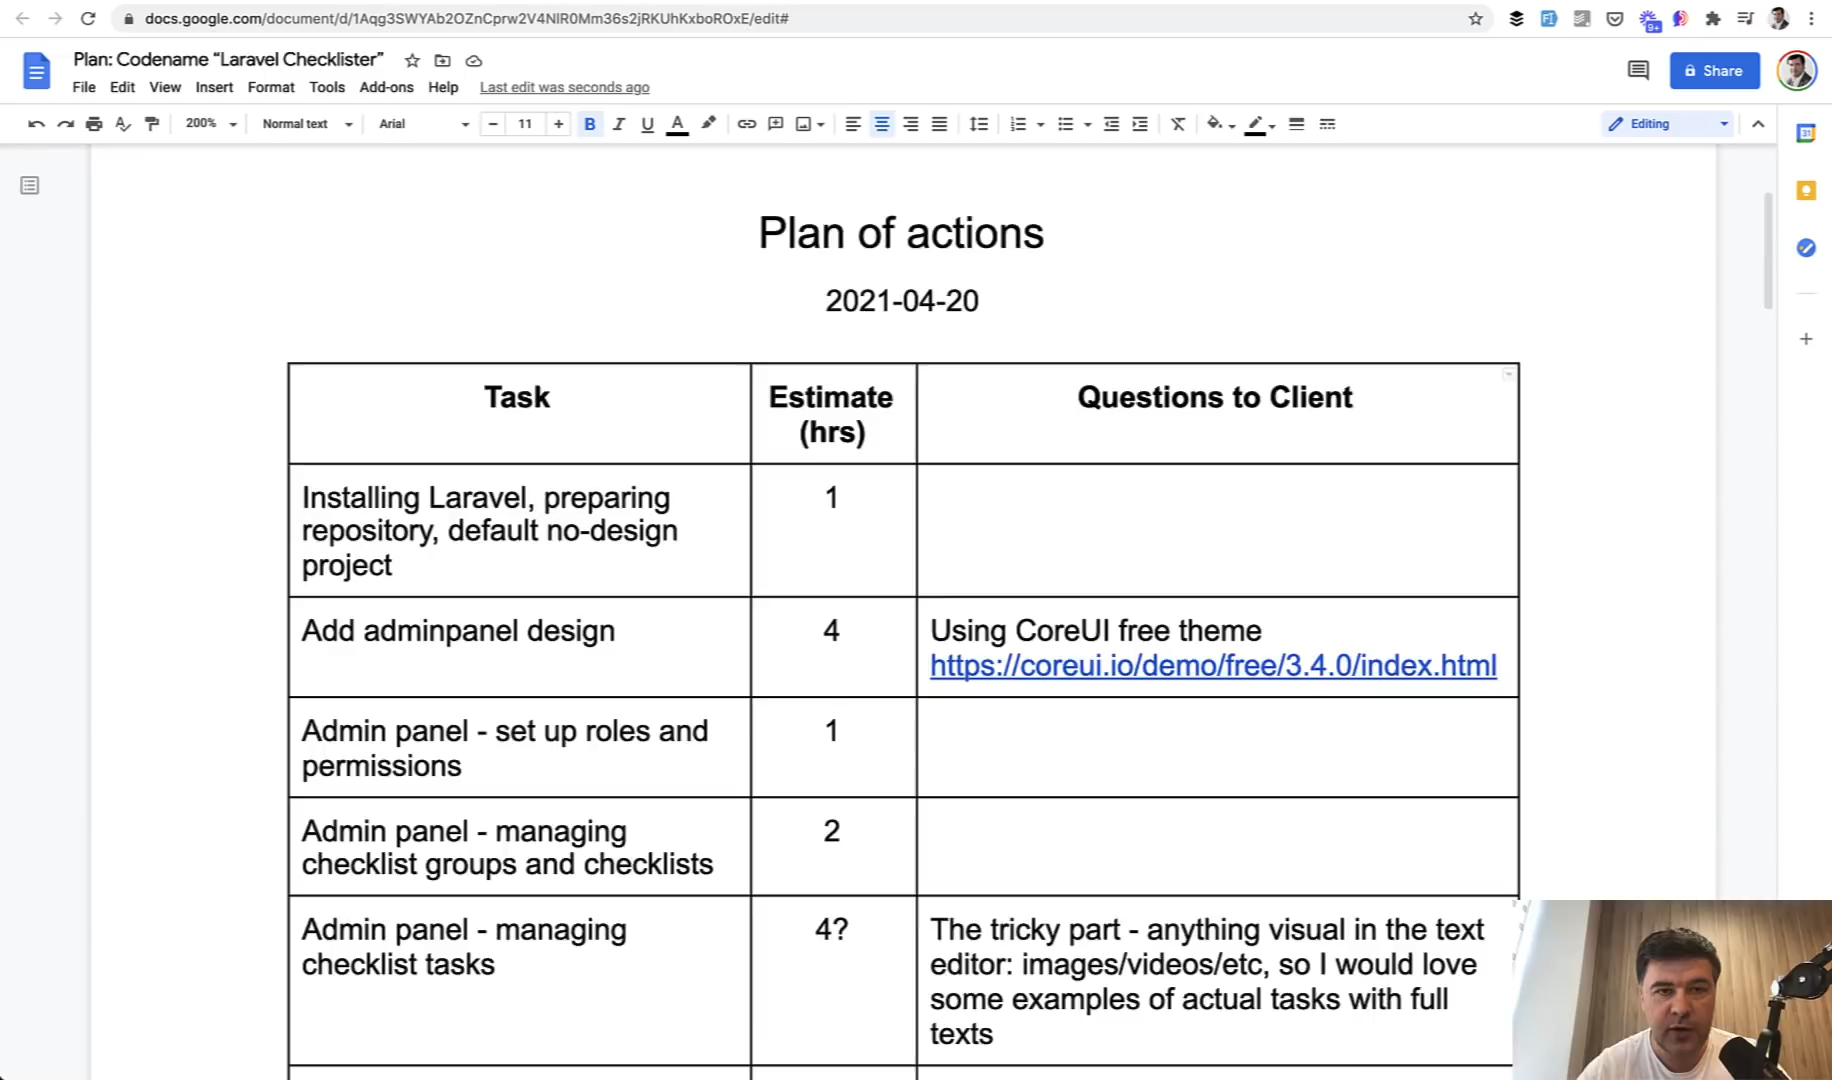 docs.google.com/document/d/1Aqg3SWYAb2OZnCprw2V4NlR0Mm36s2jRKUhKxboROxE/edit#
9+
Plan: Codename “Laravel Checklister”
File Edit View Insert Format Tools Add-ons Help Last edit was seconds ago
Share
200% Normal text Arial 11 B I U A Editing
31
Plan of actions
2021-04-20
Task
Estimate
(hrs)
Questions to Client
Installing Laravel, preparing
repository, default no-design
project
1
Add adminpanel design
4
Using CoreUI free theme
https://coreui.io/demo/free/3.4.0/index.html
Admin panel - set up roles and
permissions
1
Admin panel - managing
checklist groups and checklists
2
Admin panel - managing
checklist tasks
4?
The tricky part - anything visual in the text
editor: images/videos/etc, so I would love
some examples of actual tasks with full
texts